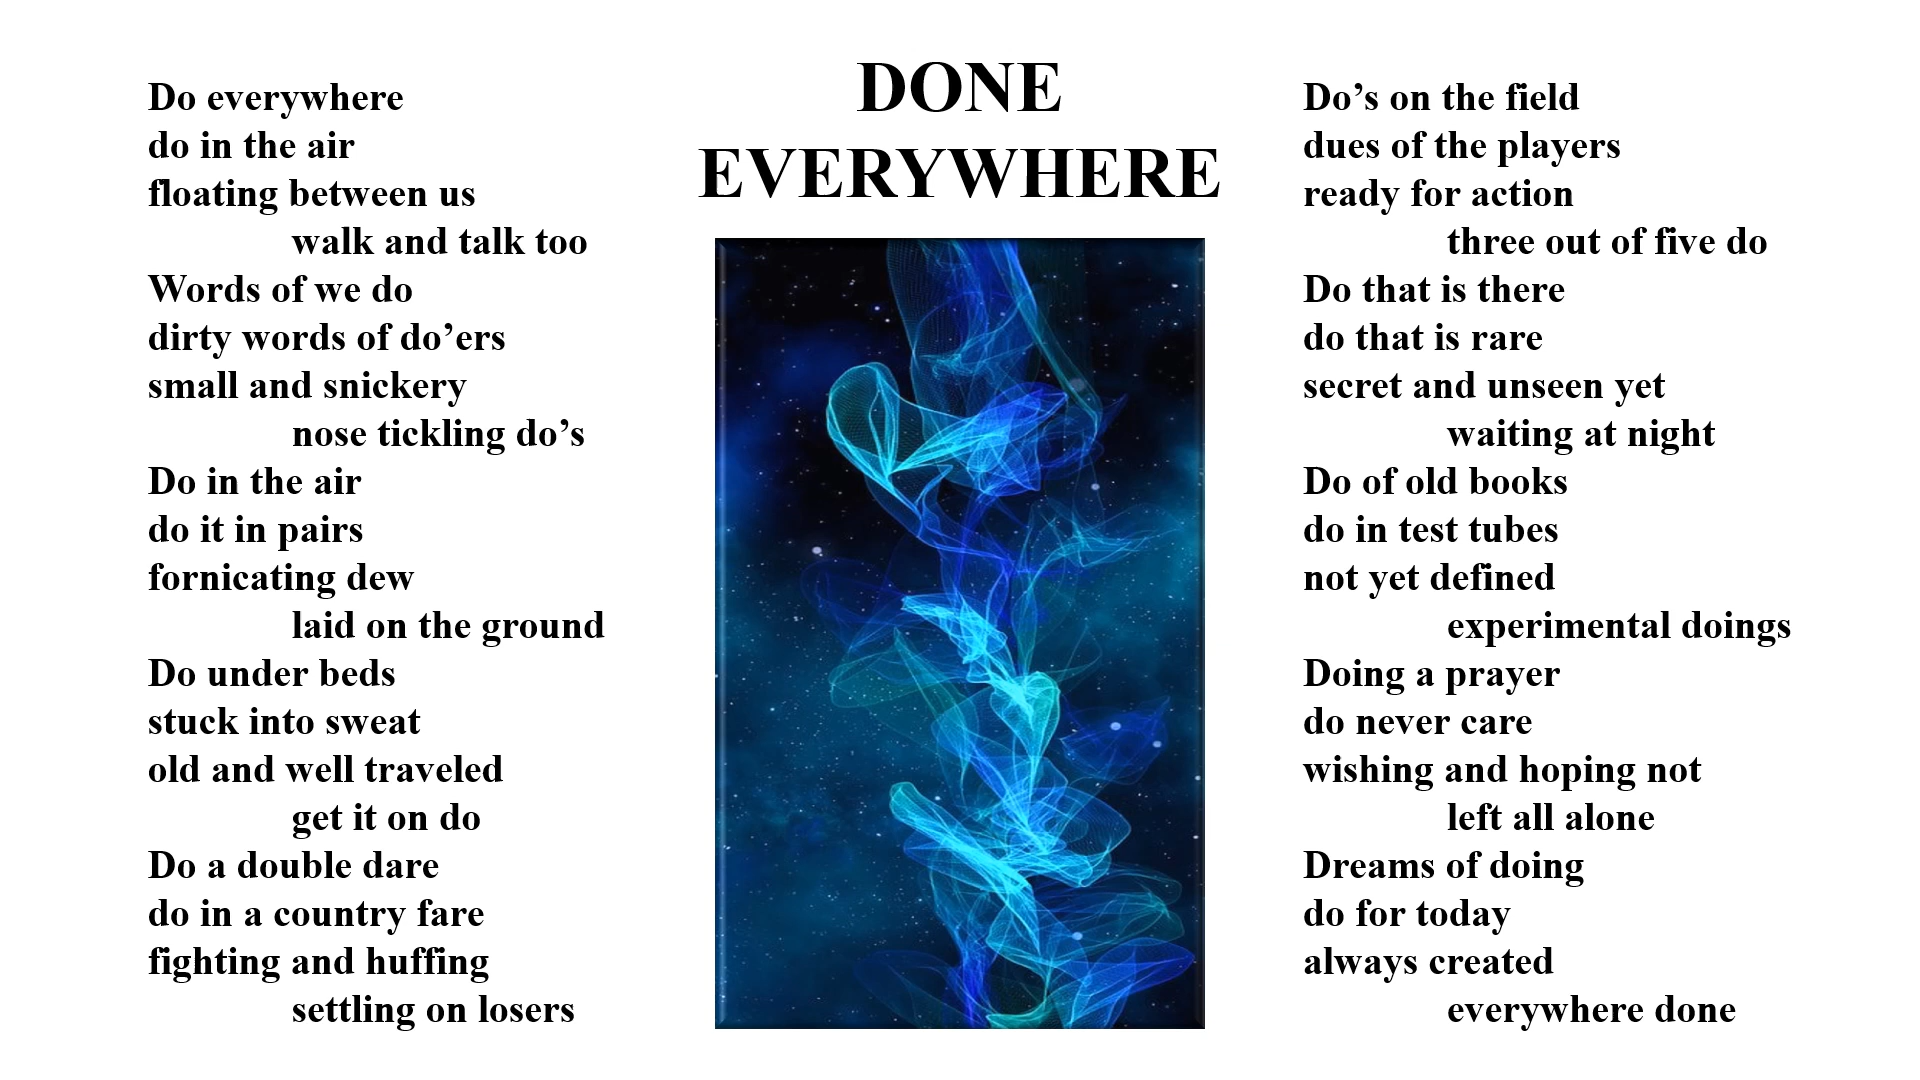 DONE
EVERYWHERE
Do everywhere
do in the air
floating between us
walk and talk too
Words of we do
dirty words of do’ers
small and snickery
nose tickling do’s
Do in the air
do it in pairs
fornicating dew
laid on the ground
Do under beds
stuck into sweat
old and well traveled
get it on do
Do a double dare
do in a country fare
fighting and huffing
settling on losers
Do’s on the field
dues of the players
ready for action
three out of five do
Do that is there
do that is rare
secret and unseen yet
waiting at night
Do of old books
do in test tubes
not yet defined
experimental doings
Doing a prayer
do never care
wishing and hoping not
left all alone
Dreams of doing
do for today
always created
everywhere done